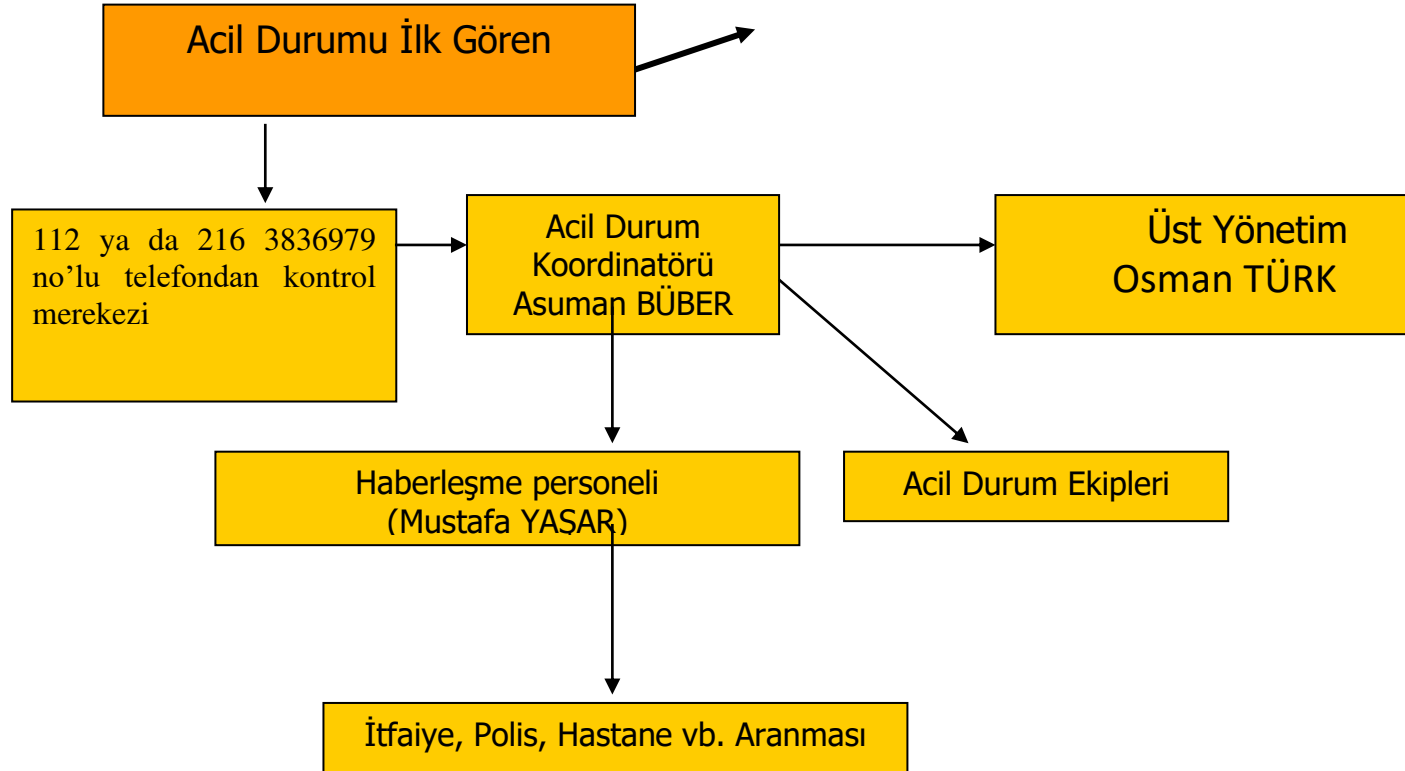 Acil Durumu İlk Gören
112 ya da 216 3836979
no’lu telefondan kontrol
merekezi
Acil Durum
Koordinatörü
Asuman BÜBER
Üst Yönetim
Osman TÜRK
Haberleşme personeli
(Mustafa YAŞAR)
Acil Durum Ekipleri
İtfaiye, Polis, Hastane vb. Aranması